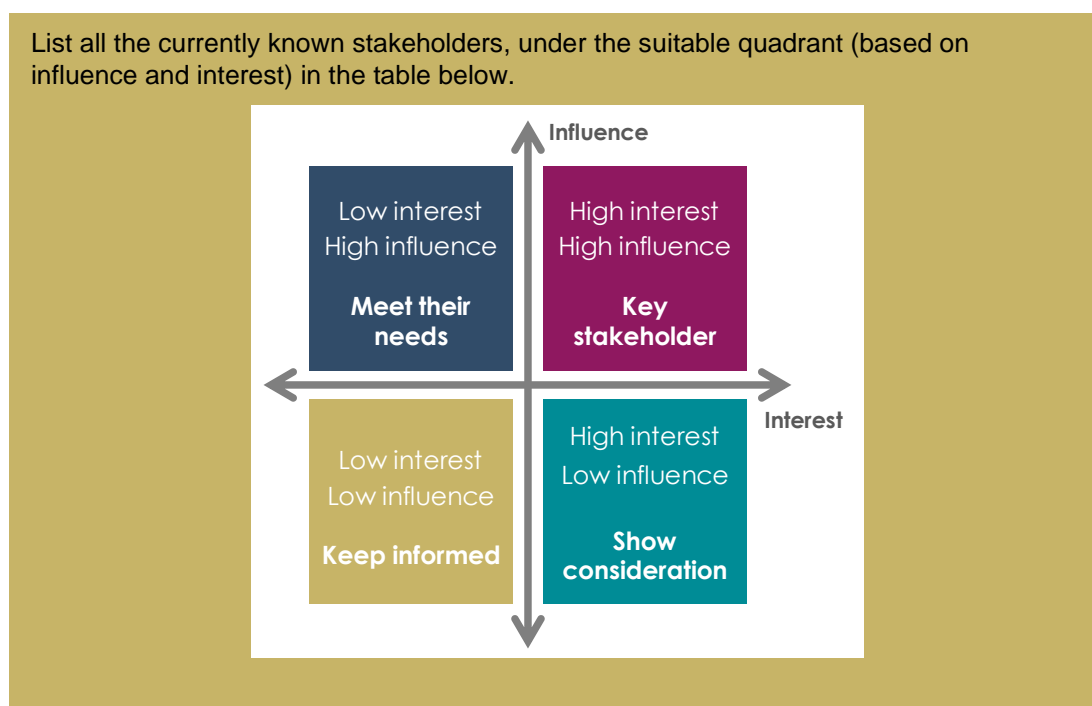 List all the currently known stakeholders, under the suitable quadrant (based on
influence and interest) in the table below.
Influence
Low interest
High influence
Meet their
needs
High interest
High influence
Key
stakeholder
Interest
Low interest
Low influence
Keep informed
High interest
Low influence
Show
consideration